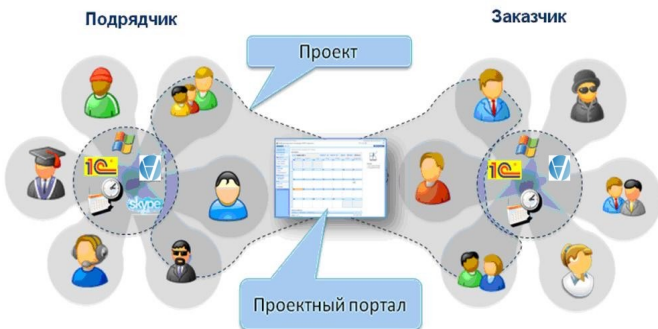 Подрядчик
Заказчик
Проект
1С
skype
1С
Проектный портал